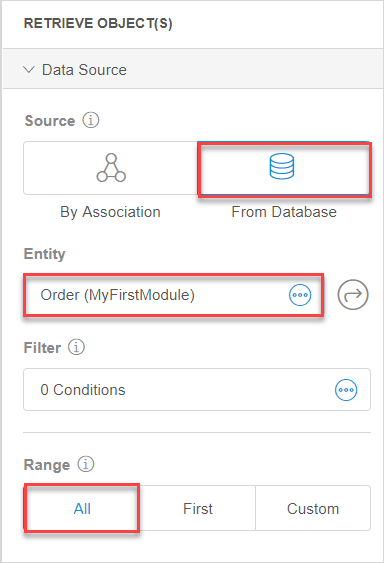 RETRIEVE OBJECT(S)
Data Source
Source
By Association From Database
Entity
Order (MyFirstModule)
Filter
0 Conditions
Range
All First Custom